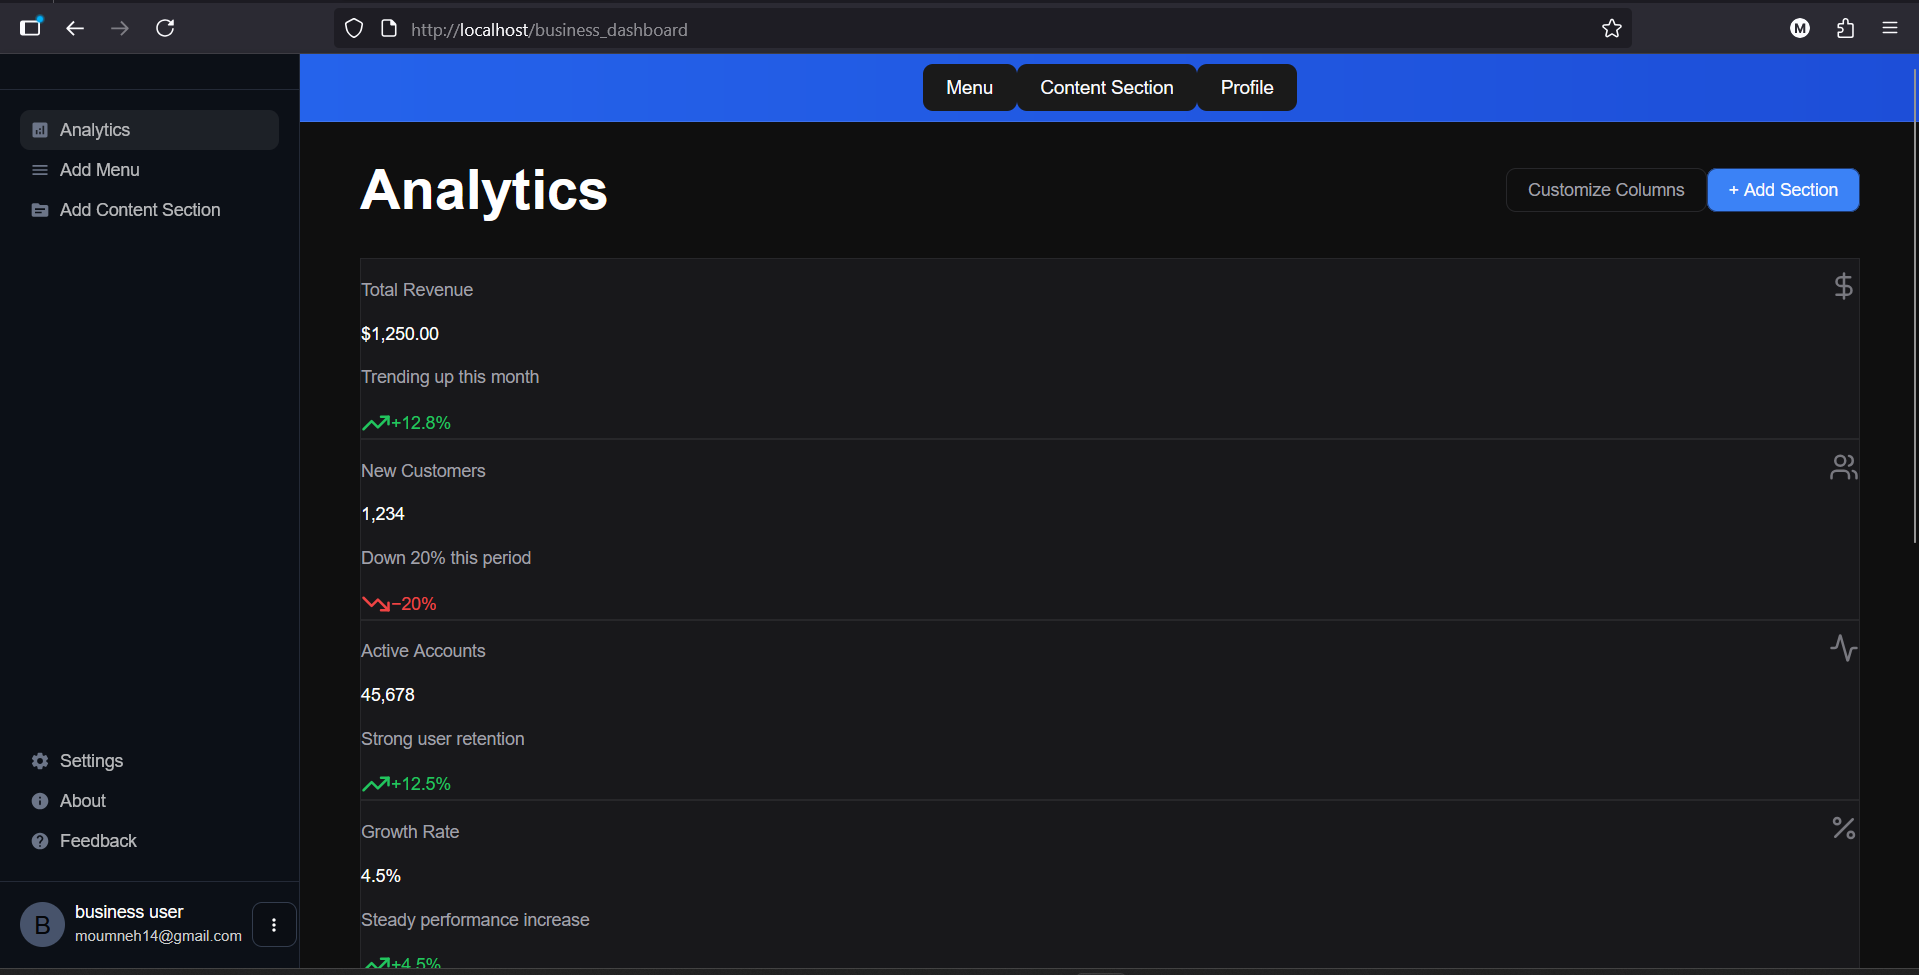 http://localhost/business_dashboard
M
Menu
Content Section
Profile
Analytics
Add Menu
Add Content Section
Analytics
Customize Columns
+ Add Section
Total Revenue
$1,250.00
Trending up this month
+12.8%
New Customers
1,234
Down 20% this period
−20%
Active Accounts
45,678
Strong user retention
+12.5%
Growth Rate
4.5%
Steady performance increase
+4.5%
Settings
About
Feedback
B
business user
moumneh14@gmail.com